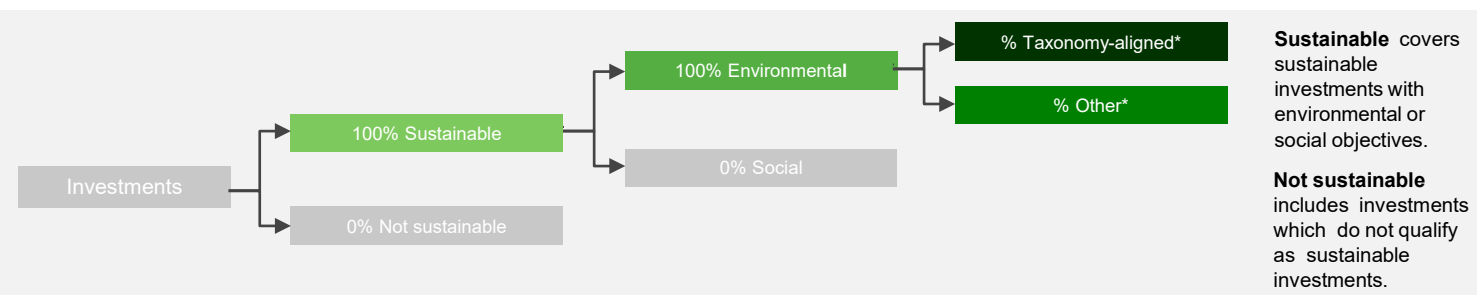 Investments
100% Sustainable
0% Not sustainable
100% Environmental
0% Social
% Taxonomy-aligned*
% Other*
Sustainable covers
sustainable
investments with
environmental or
social objectives.
Not sustainable
includes investments
which do not qualify
as sustainable
investments.